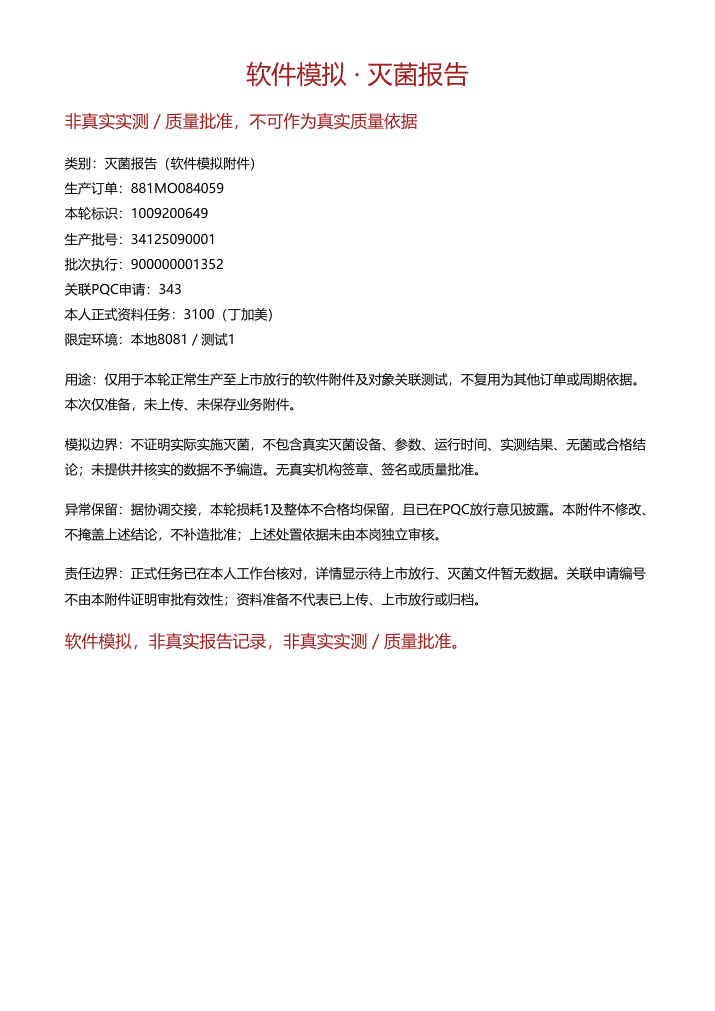 软件模拟 · 灭菌报告
非真实实测 / 质量批准，不可作为真实质量依据
类别：灭菌报告（软件模拟附件）
生产订单：881MO084059
本轮标识：1009200649
生产批号：34125090001
批次执行：900000001352
关联PQC申请：343
本人正式资料任务：3100（丁加美）
限定环境：本地8081 / 测试1
用途：仅用于本轮正常生产至上市放行的软件附件及对象关联测试，不复用为其他订单或周期依据。
本次仅准备，未上传、未保存业务附件。
模拟边界：不证明实际实施灭菌，不包含真实灭菌设备、参数、运行时间、实测结果、无菌或合格结
论；未提供并核实的数据不予编造。无真实机构签章、签名或质量批准。
异常保留：据协调交接，本轮损耗1及整体不合格均保留，且已在PQC放行意见披露。本附件不修改、
不掩盖上述结论，不补造批准；上述处置依据未由本岗独立审核。
责任边界：正式任务已在本人工作台核对，详情显示待上市放行、灭菌文件暂无数据。关联申请编号
不由本附件证明审批有效性；资料准备不代表已上传、上市放行或归档。
软件模拟，非真实报告记录，非真实实测 / 质量批准。